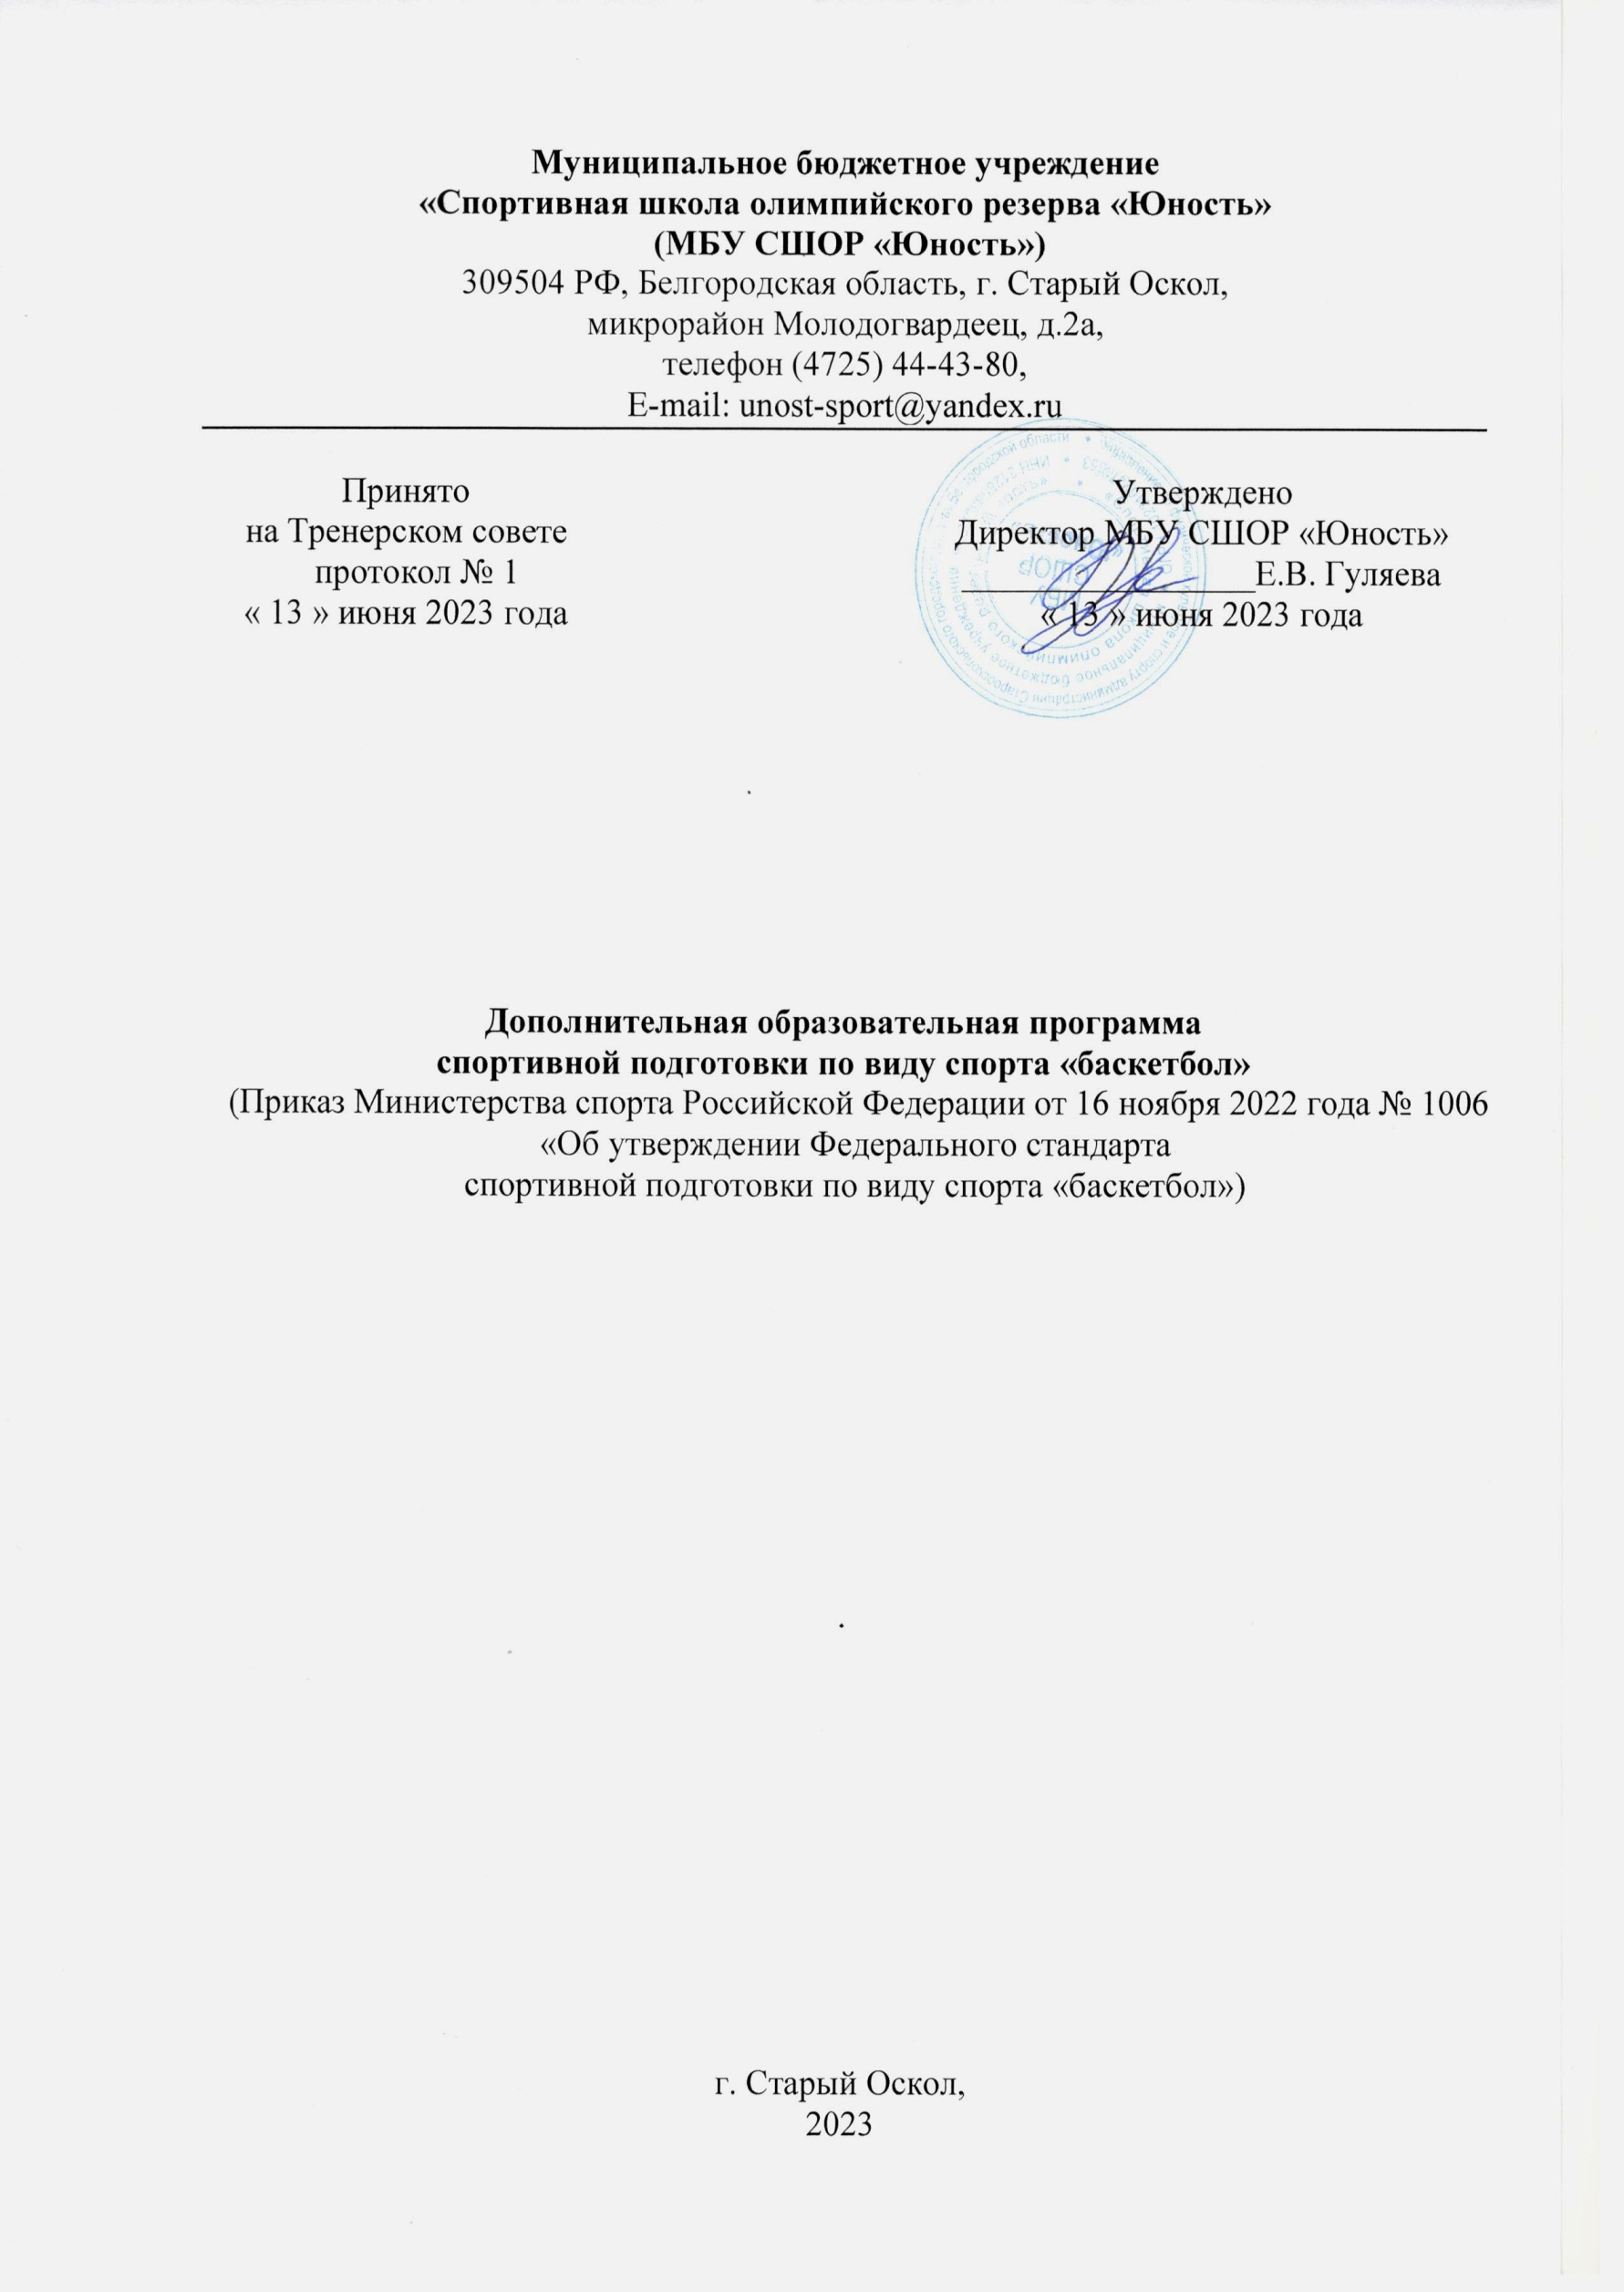 Муниципальное бюджетное учреждение
«Спортивная школа олимпийского резерва «Юность»
(МБУ СШОР «Юность»)
309504 РФ, Белгородская область, г. Старый Оскол,
микрорайон Молодогвардеец, д.2а,
телефон (4725) 44-43-80,
E-mail: unost-sport@yandex.ru
Принято
на Тренерском совете
протокол № 1
« 13 » июня 2023 года
Утверждено
Директор МБУ СШОР «Юность»
Е.В. Гуляева
« 13 » июня 2023 года
Дополнительная образовательная программа
спортивной подготовки по виду спорта «баскетбол»
(Приказ Министерства спорта Российской Федерации от 16 ноября 2022 года № 1006
«Об утверждении Федерального стандарта
спортивной подготовки по виду спорта «баскетбол»)
г. Старый Оскол,
2023